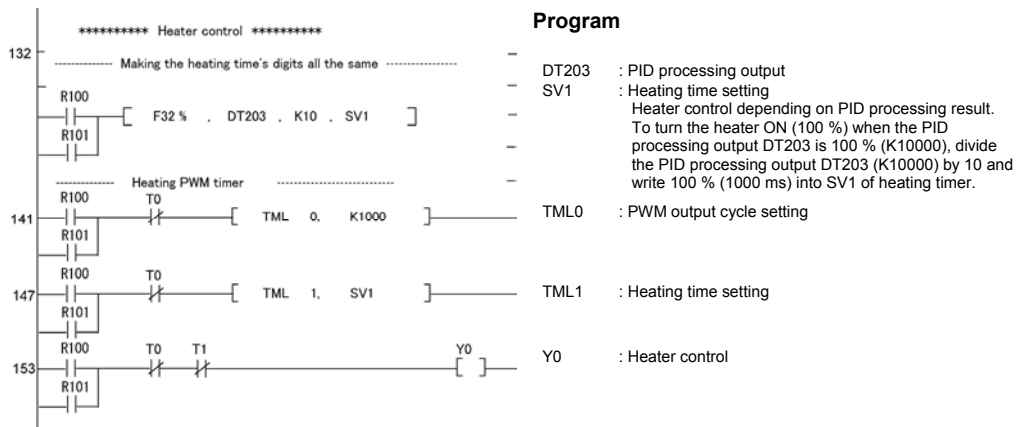 ********** Heater control **********
132
------------- Making the heating time's digits all the same ----------------
R100
F32 % , DT203 , K10 , SV1
R101
------------- Heating PWM timer --------------------------
R100 T0
141 TML 0, K1000
R101
R100 T0
147 TML 1, SV1
R101
R100 T0 T1 Y0
153
R101
Program
DT203 : PID processing output
SV1 : Heating time setting
Heater control depending on PID processing result.
To turn the heater ON (100 %) when the PID
processing output DT203 is 100 % (K10000), divide
the PID processing output DT203 (K10000) by 10 and
write 100 % (1000 ms) into SV1 of heating timer.
TML0 : PWM output cycle setting
TML1 : Heating time setting
Y0 : Heater control